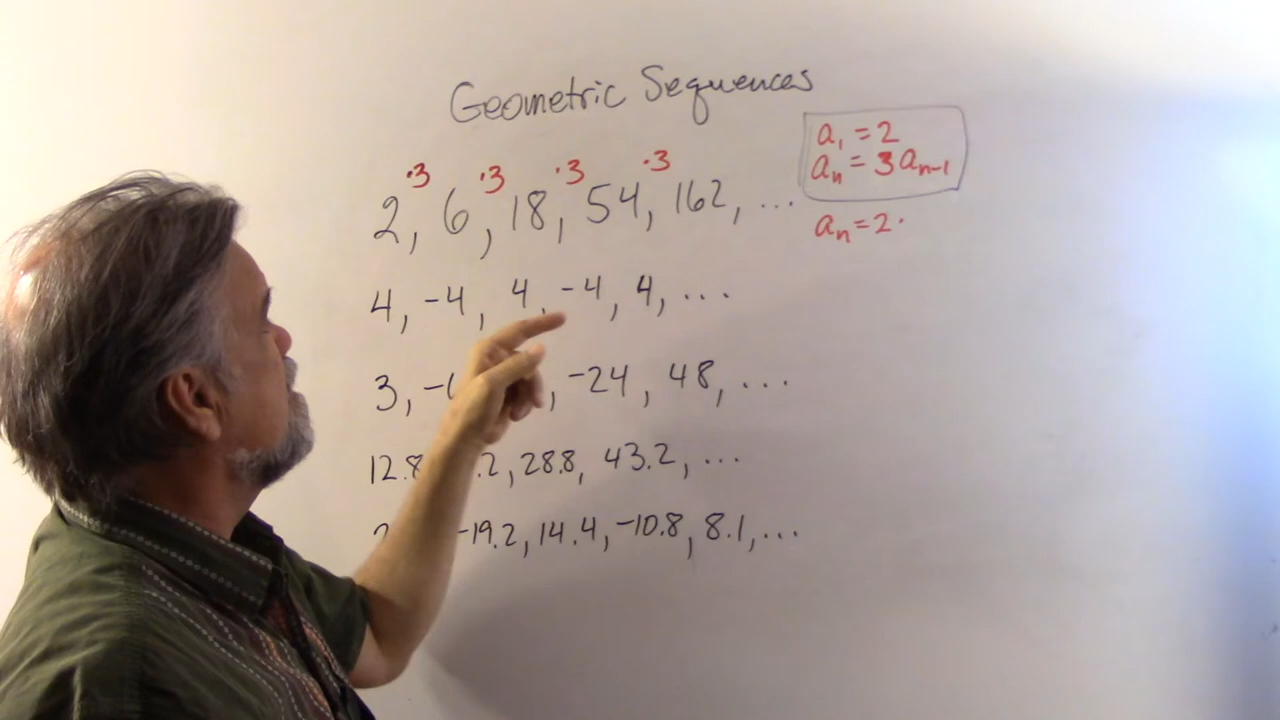 Geometric Sequences
·3 ·3 ·3 ·3
2, 6, 18, 54, 162, ...
a₁ = 2
aₙ = 3aₙ₋₁
aₙ = 2·
4, -4, 4, -4, 4, ...
3, -24, 48, ...
12.8 28.8, 43.2, ...
-19.2, 14.4, -10.8, 8.1, ...